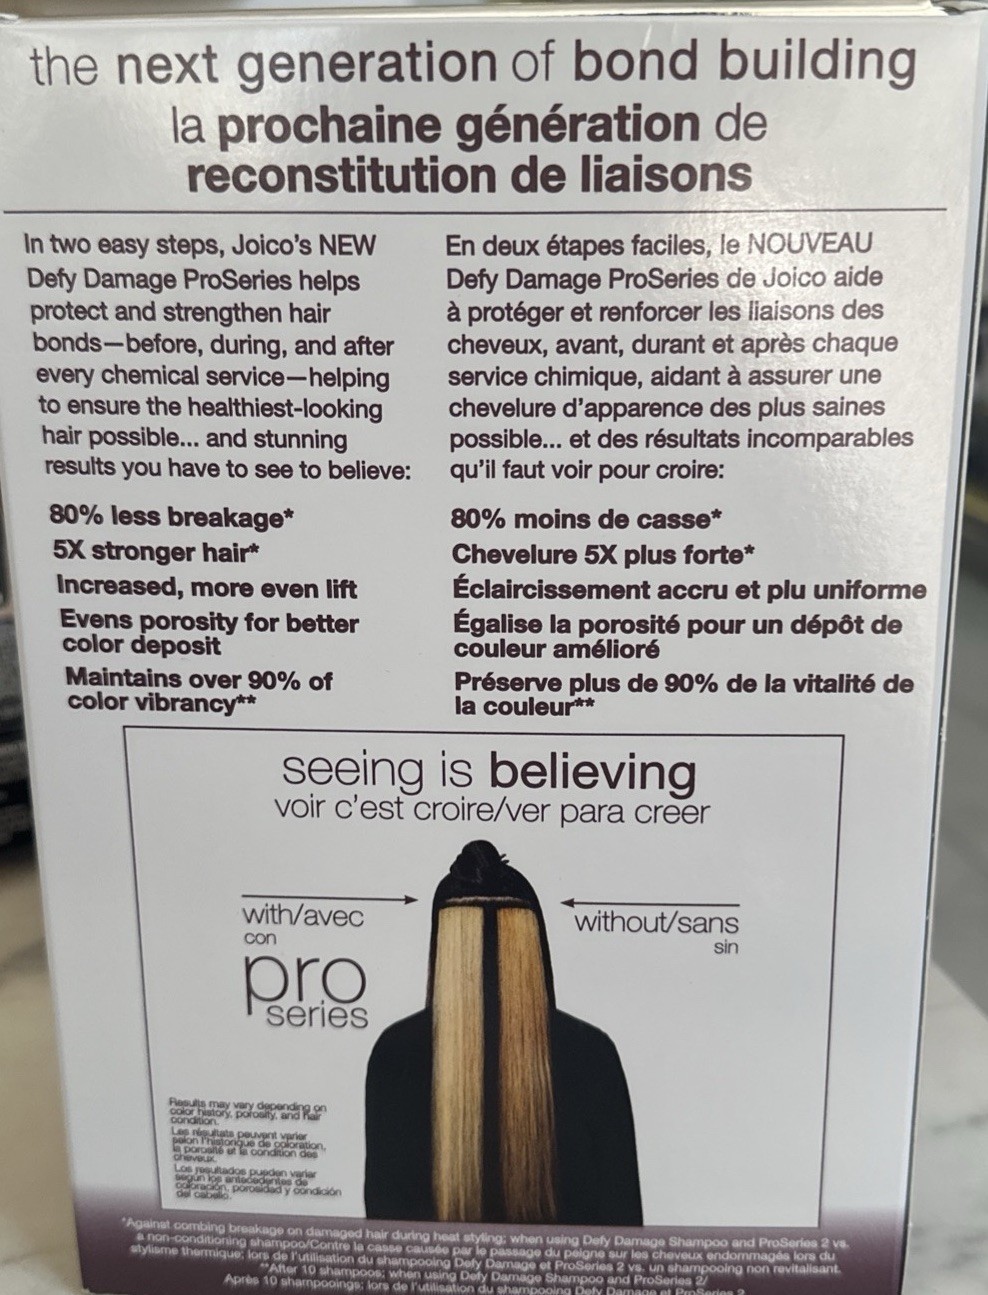 the next generation of bond building
la prochaine génération de
reconstitution de liaisons
In two easy steps, Joico's NEW
Defy Damage ProSeries helps
protect and strengthen hair
bonds—before, during, and after
every chemical service—helping
to ensure the healthiest-looking
hair possible... and stunning
results you have to see to believe:
80% less breakage*
5X stronger hair*
Increased, more even lift
Evens porosity for better
color deposit
Maintains over 90% of
color vibrancy**
En deux étapes faciles, le NOUVEAU
Defy Damage ProSeries de Joico aide
à protéger et renforcer les liaisons des
cheveux, avant, durant et après chaque
service chimique, aidant à assurer une
chevelure d'apparence des plus saines
possible... et des résultats incomparables
qu'il faut voir pour croire:
80% moins de casse*
Chevelure 5X plus forte*
Éclaircissement accru et plu uniforme
Égalise la porosité pour un dépôt de
couleur amélioré
Préserve plus de 90% de la vitalité de
la couleur**
seeing is believing
voir c'est croire/ver para creer
with/avec
con
pro
series
without/sans
sin
Results may vary depending on
color history, porosity, and hair
condition.
Les résultats peuvent varier
selon l'historique de coloration,
la porosité et la condition des
cheveux.
Los resultados pueden variar
según los antecedentes de
coloración, porosidad y condición
del cabello.
*Against combing breakage on damaged hair during heat styling; when using Defy Damage Shampoo and ProSeries 2 vs.
a non-conditioning shampoo/Contre la casse causée par le passage du peigne sur les cheveux endommagés lors du
stylisme thermique; lors de l'utilisation du shampooing Defy Damage et ProSeries 2 vs. un shampooing non revitalisant.
**After 10 shampoos; when using Defy Damage Shampoo and ProSeries 2/
Après 10 shampooings; lors de l'utilisation du shampooing Defy Damage et ProSeries 2